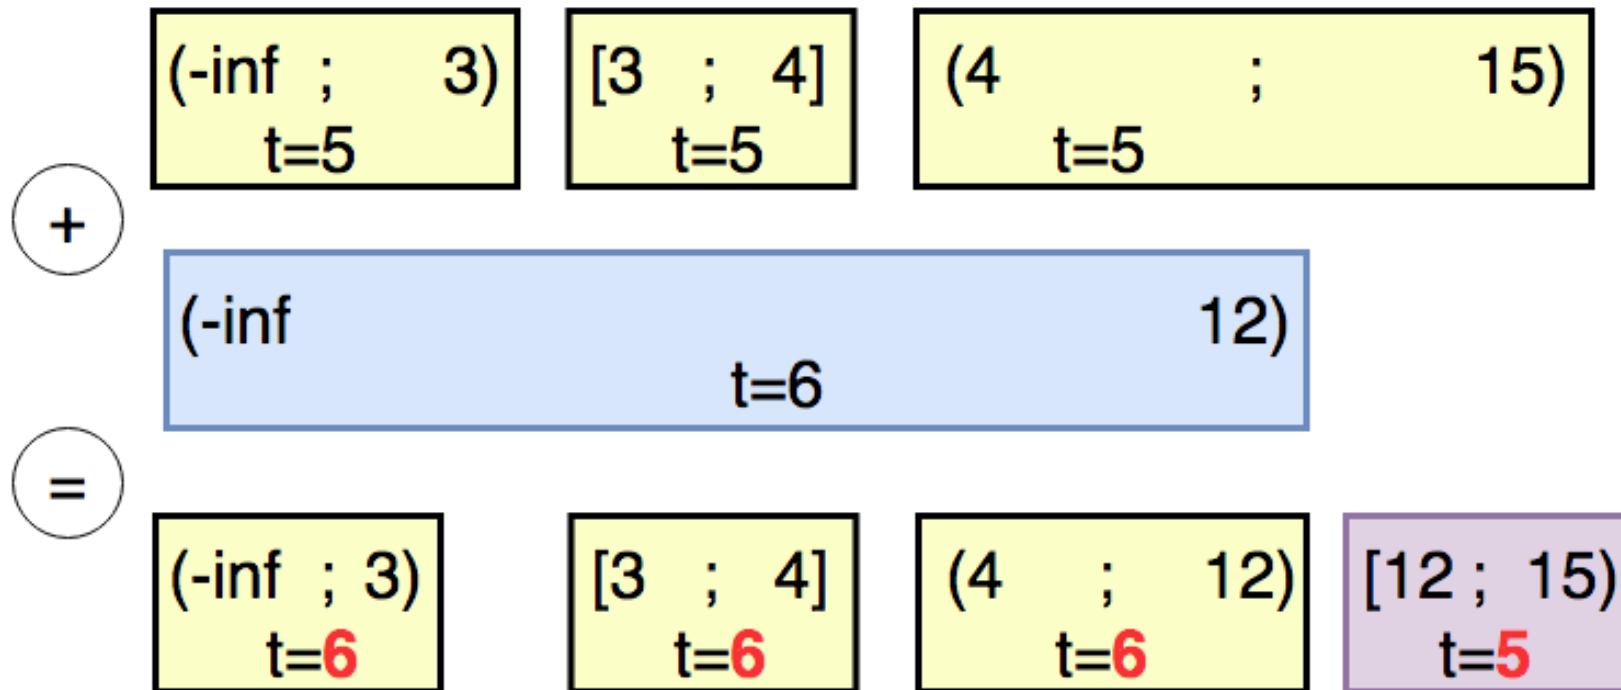 (-inf ; 3) [3 ; 4] (4 ; 15)
t=5 t=5 t=5
+
(-inf 12)
t=6
=
(-inf ; 3) [3 ; 4] (4 ; 12) [12 ; 15)
t=6 t=6 t=6 t=5